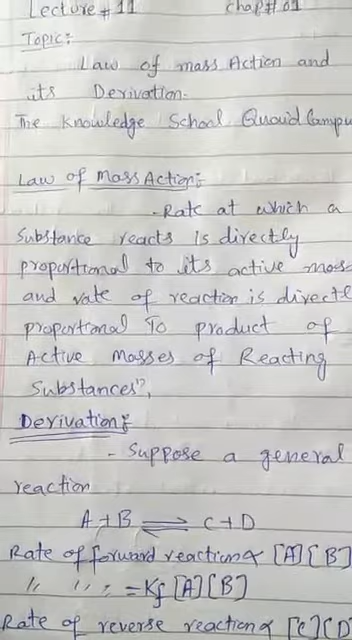 Lecture # 11 Chap# 01
Topic:
Law of mass Action and
its Derivation.
The Knowledge School Quaid Campu
Law of Mass Action:
- Rate at which a
Substance reacts is directly
proportional to its active mass
and rate of reaction is directl
proportional To product of
Active Masses of Reacting
Substances",
Derivation:
- Suppose a general
reaction
A+B ⇌ C+D
Rate of forward reaction ∝ [A][B]
" " " = Kf [A][B]
Rate of reverse reaction ∝ [C][D]